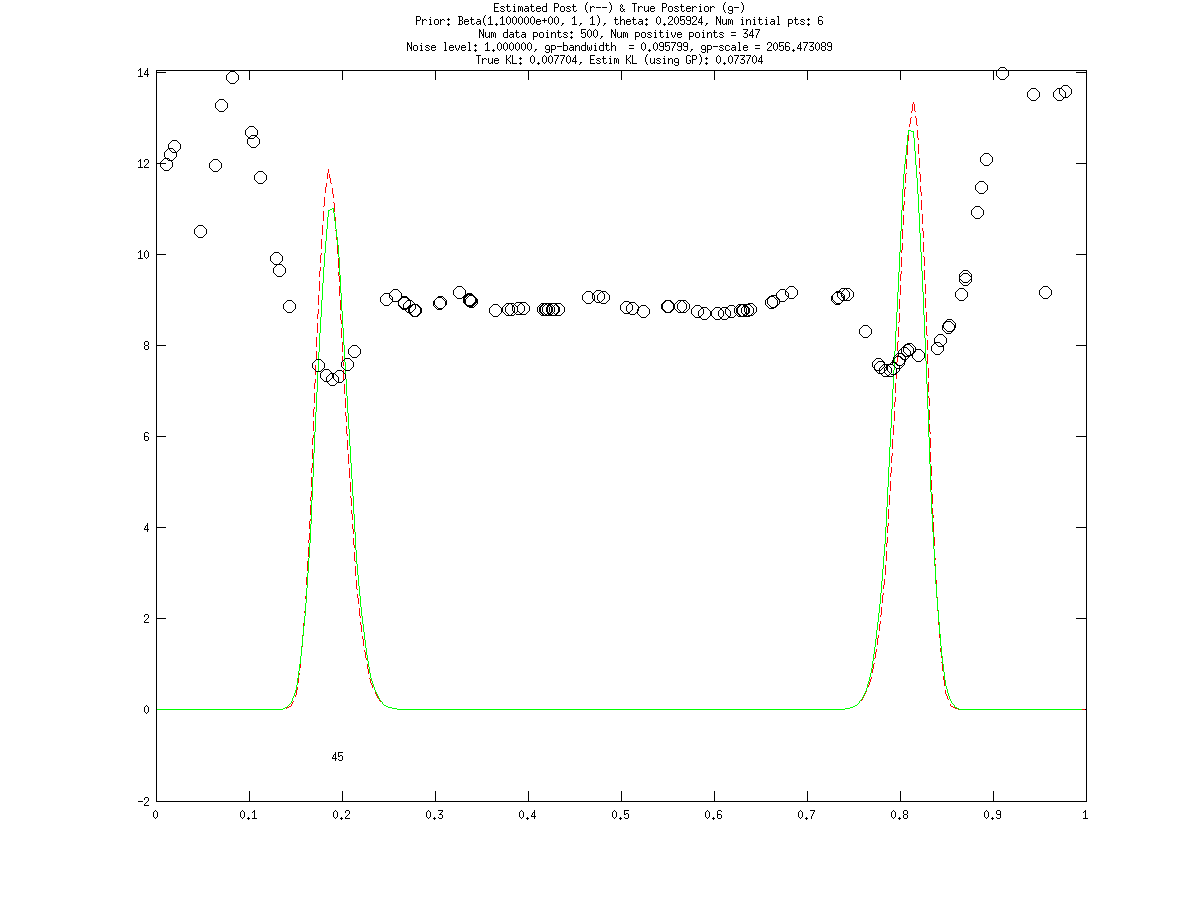 Estimated Post (r--) & True Posterior (g-)
Prior: Beta(1.100000e+00, 1, 1), theta: 0.205924, Num initial pts: 6
Num data points: 500, Num positive points = 347
Noise level: 1.000000, gp-bandwidth  = 0.095799, gp-scale = 2056.473089
True KL: 0.007704, Estim KL (using GP): 0.073704
14
12
10
8
6
4
2
0
45
-2
0 0.1 0.2 0.3 0.4 0.5 0.6 0.7 0.8 0.9 1